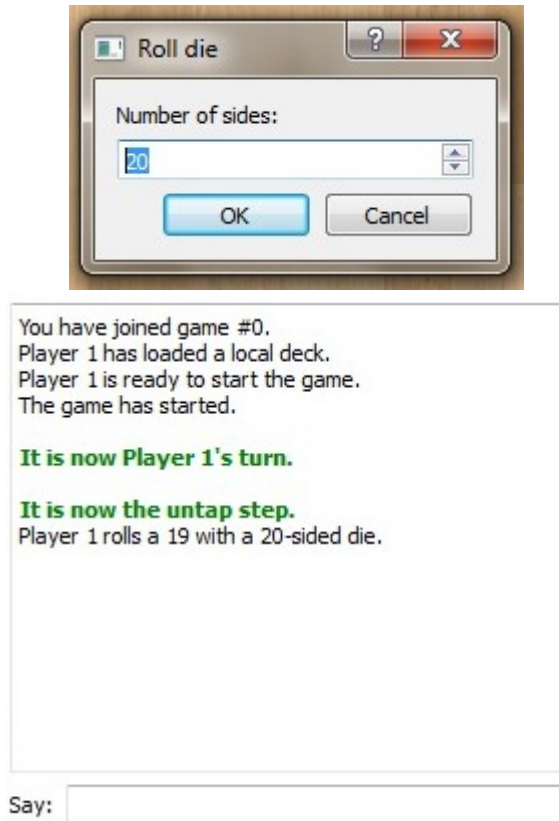 Roll die
Number of sides:
20
OK Cancel
You have joined game #0.
Player 1 has loaded a local deck.
Player 1 is ready to start the game.
The game has started.
It is now Player 1's turn.
It is now the untap step.
Player 1 rolls a 19 with a 20-sided die.
Say: